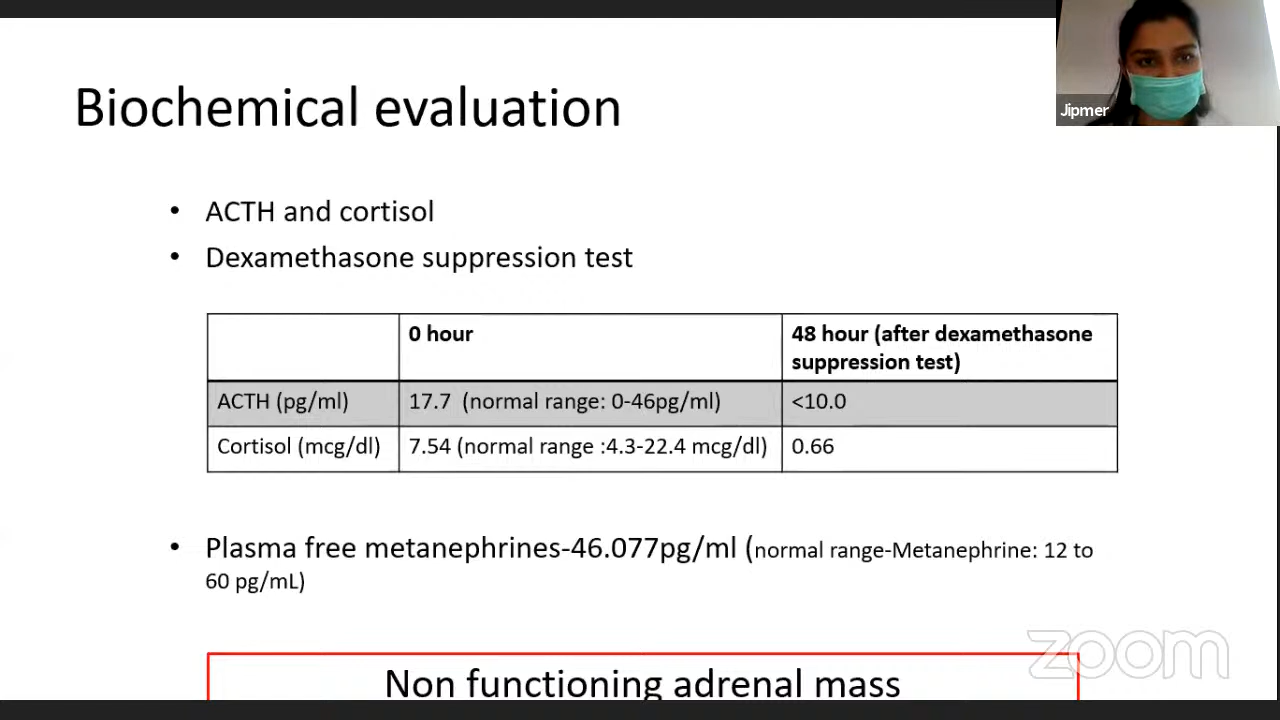 Jipmer
Biochemical evaluation
• ACTH and cortisol
• Dexamethasone suppression test
0 hour
48 hour (after dexamethasone
suppression test)
ACTH (pg/ml)
17.7 (normal range: 0-46pg/ml)
<10.0
Cortisol (mcg/dl)
7.54 (normal range :4.3-22.4 mcg/dl)
0.66
• Plasma free metanephrines-46.077pg/ml (normal range-Metanephrine: 12 to
60 pg/mL)
zoom
Non functioning adrenal mass